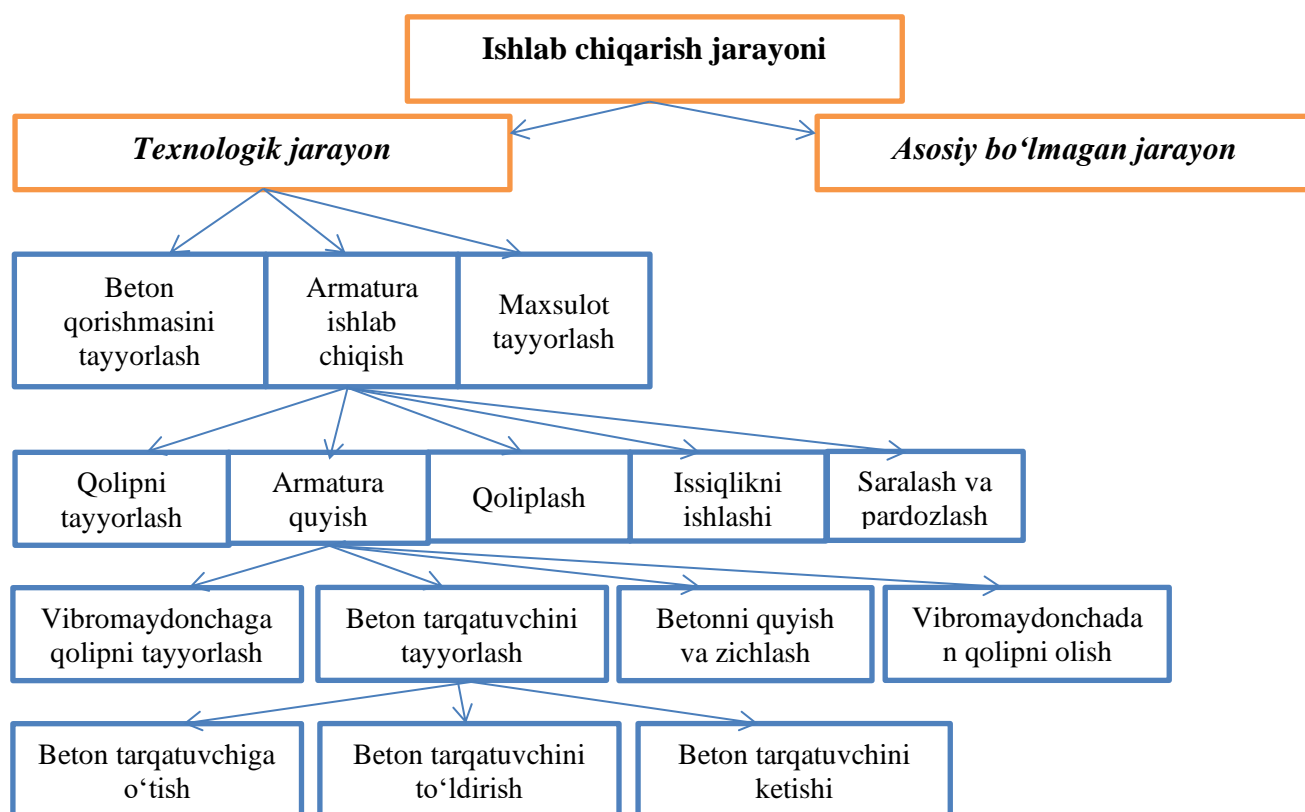 Ishlab chiqarish jarayoni
Texnologik jarayon
Asosiy bo‘lmagan jarayon
Beton
qorishmasini
tayyorlash
Armatura
ishlab
chiqish
Maxsulot
tayyorlash
Qolipni
tayyorlash
Armatura
quyish
Qoliplash
Issiqlikni
ishlashi
Saralash va
pardozlash
Vibromaydonchaga
qolipni tayyorlash
Beton tarqatuvchini
tayyorlash
Betonni quyish
va zichlash
Vibromaydonchada
n qolipni olish
Beton tarqatuvchiga
o‘tish
Beton tarqatuvchini
to‘ldirish
Beton tarqatuvchini
ketishi